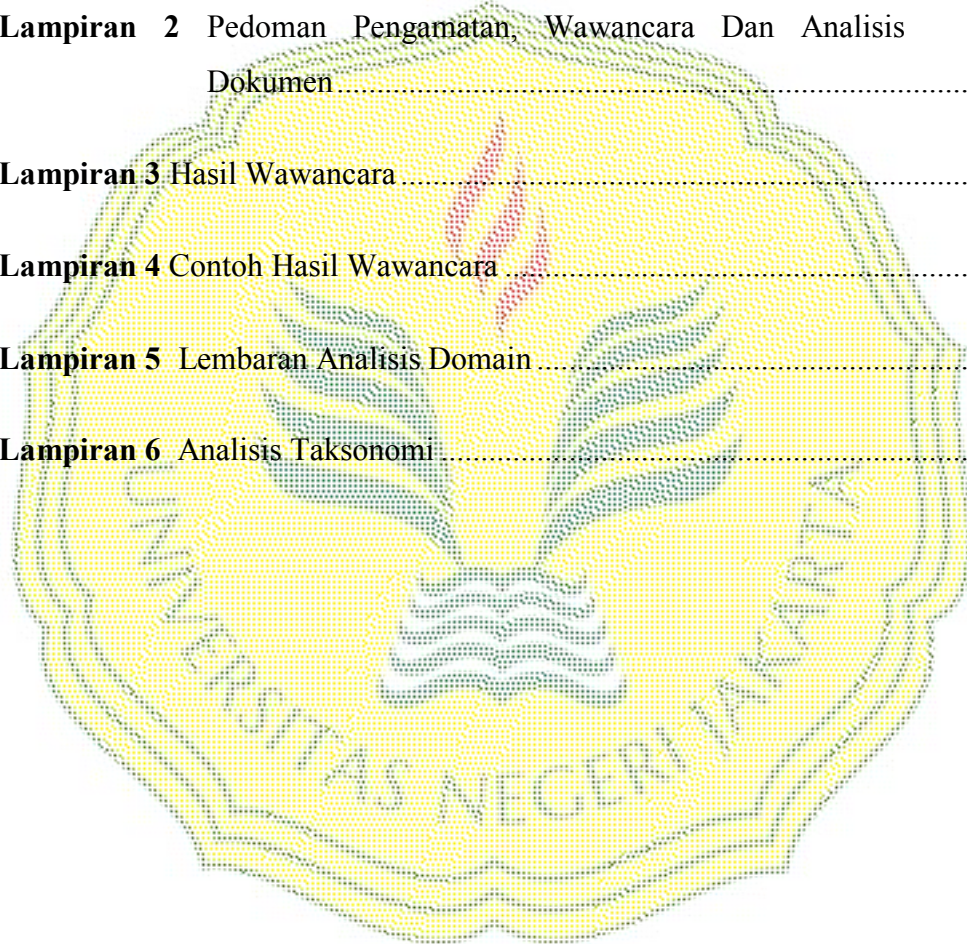 Lampiran 2 Pedoman Pengamatan, Wawancara Dan Analisis
Dokumen........................................................................
Lampiran 3 Hasil Wawancara........................................................................
Lampiran 4 Contoh Hasil Wawancara............................................................
Lampiran 5 Lembaran Analisis Domain........................................................
Lampiran 6 Analisis Taksonomi....................................................................
UNIVERSITAS NEGERI JAKARTA